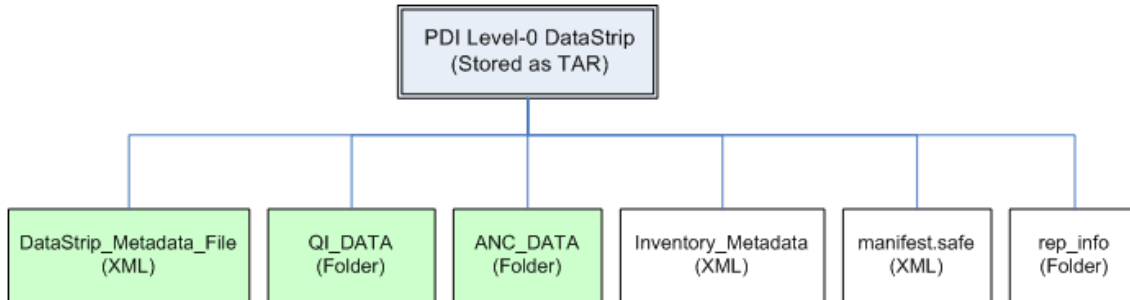 PDI Level-0 DataStrip
(Stored as TAR)
DataStrip_Metadata_File
(XML)
QI_DATA
(Folder)
ANC_DATA
(Folder)
Inventory_Metadata
(XML)
manifest.safe
(XML)
rep_info
(Folder)